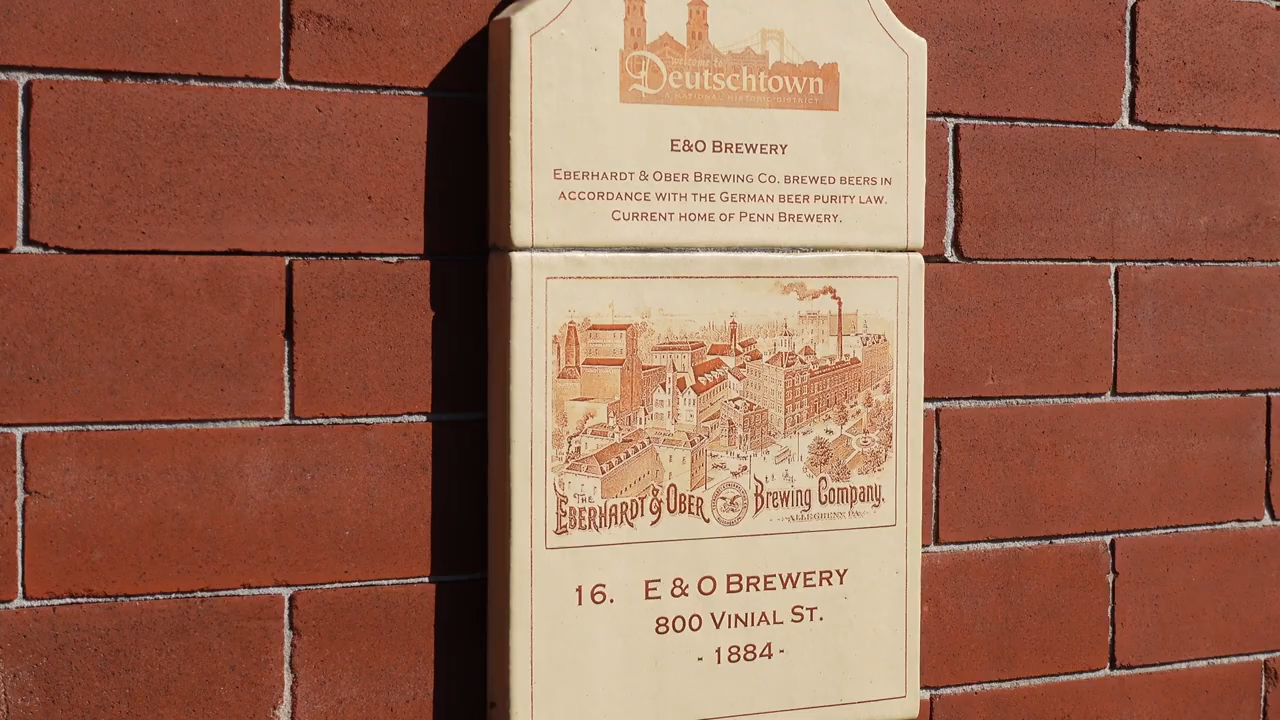 Welcome to
Deutschtown
A NATIONAL HISTORIC DISTRICT
E&O BREWERY
EBERHARDT & OBER BREWING CO. BREWED BEERS IN
ACCORDANCE WITH THE GERMAN BEER PURITY LAW.
CURRENT HOME OF PENN BREWERY.
THE
EBERHARDT & OBER Brewing Company,
ALLEGHENY, PA.
16. E & O BREWERY
800 VINIAL ST.
- 1884 -